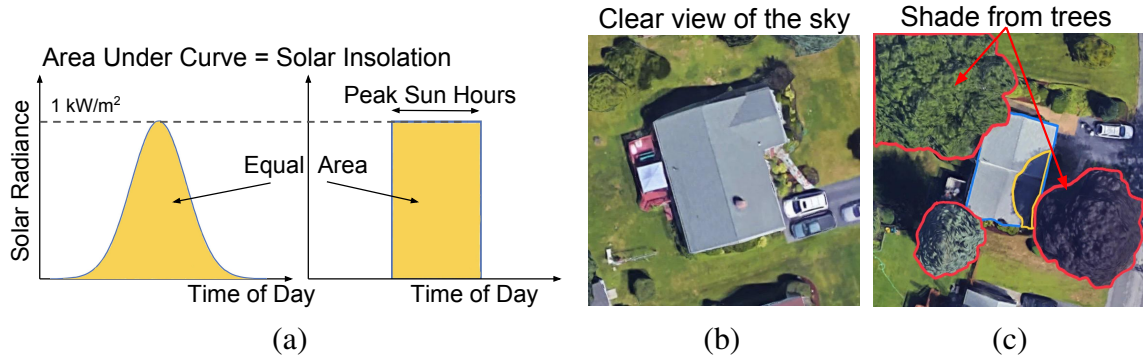 Area Under Curve = Solar Insolation
1 kW/m²
Peak Sun Hours
Equal Area
Solar Radiance
Time of Day
Time of Day
(a)
Clear view of the sky
(b)
Shade from trees
(c)